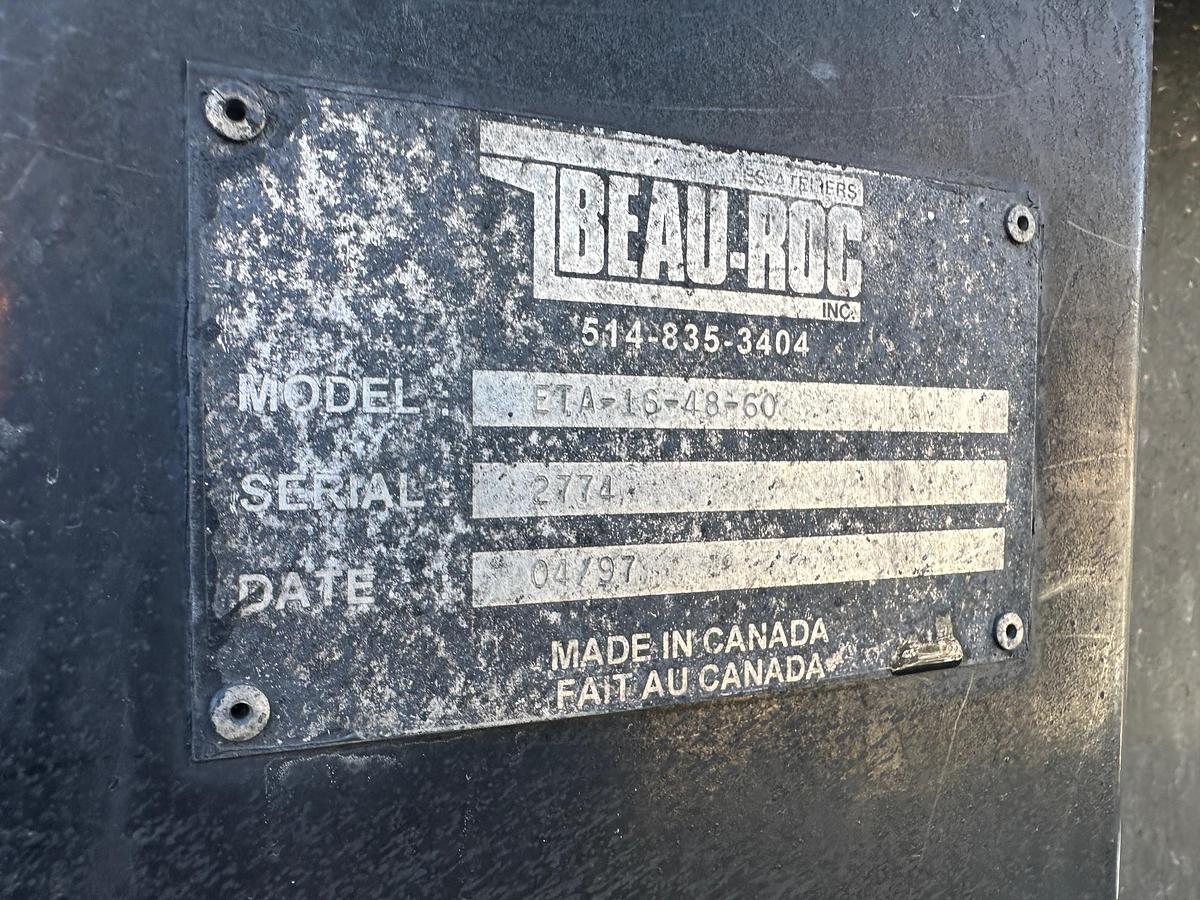 LES ATELIERS
BEAU-ROC
INC.
514-835-3404
MODEL : ETA-16-48-60
SERIAL : 2774
DATE : 04/97
MADE IN CANADA
FAIT AU CANADA